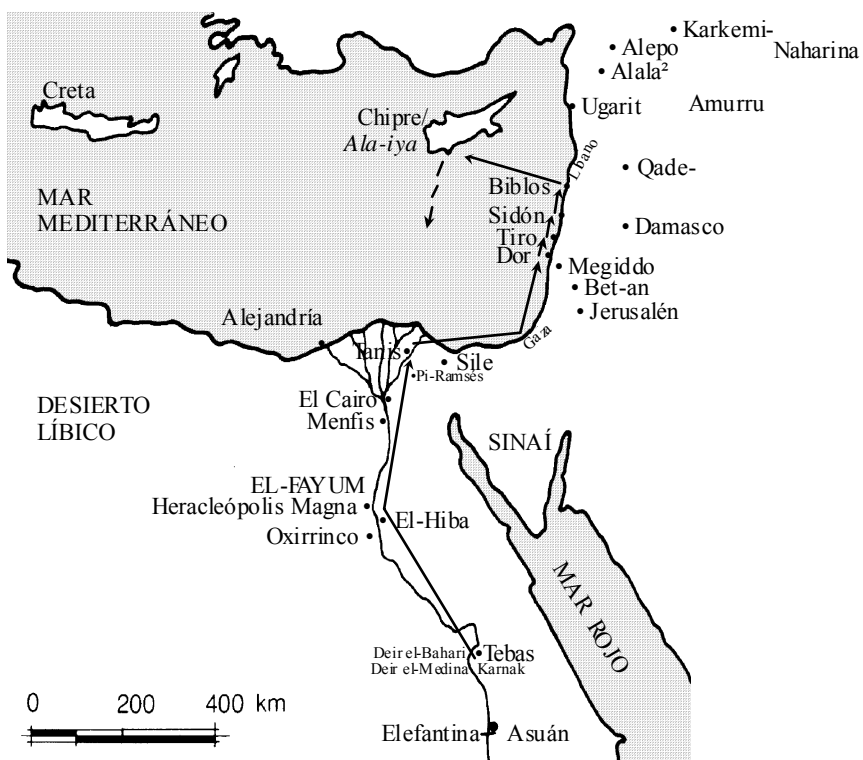 Karkemi-
Naharina
Alepo
Alala²
Creta
Ugarit
Amurru
Chipre/
Ala-iya
Líbano
Qade-
Biblos
MAR
MEDITERRÁNEO
Sidón
Tiro
Damasco
Dor
Megiddo
Bet-an
Jerusalén
Alejandría
Gaza
Tanis
Sile
Pi-Ramsés
DESIERTO
LÍBICO
El Cairo
Menfis
SINAÍ
EL-FAYUM
Heracleópolis Magna
El-Hiba
Oxirrinco
MAR ROJO
Deir el-Bahari
Tebas
Deir el-Medina Karnak
0 200 400 km
Elefantina
Asuán